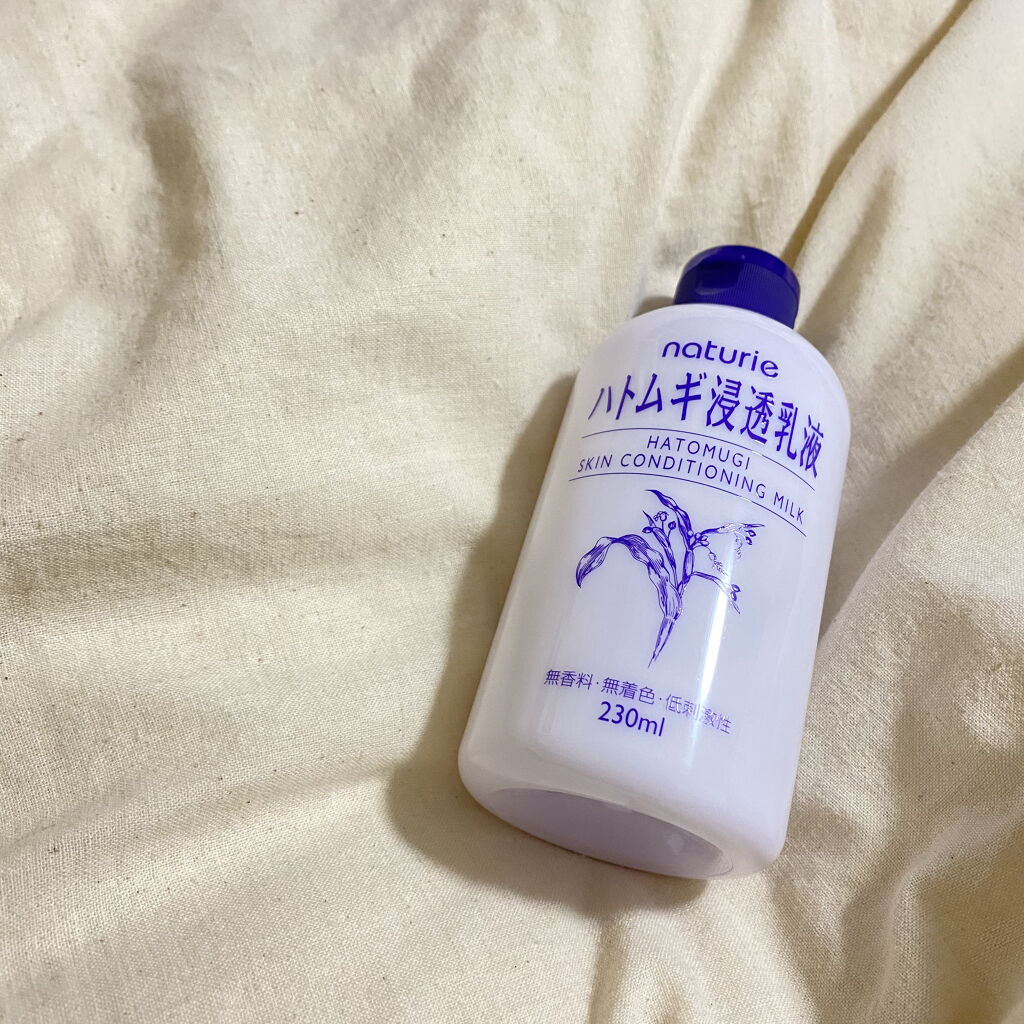 naturie
ハトムギ浸透乳液
HATOMUGI
SKIN CONDITIONING MILK
無香料・無着色・低刺激性
230ml